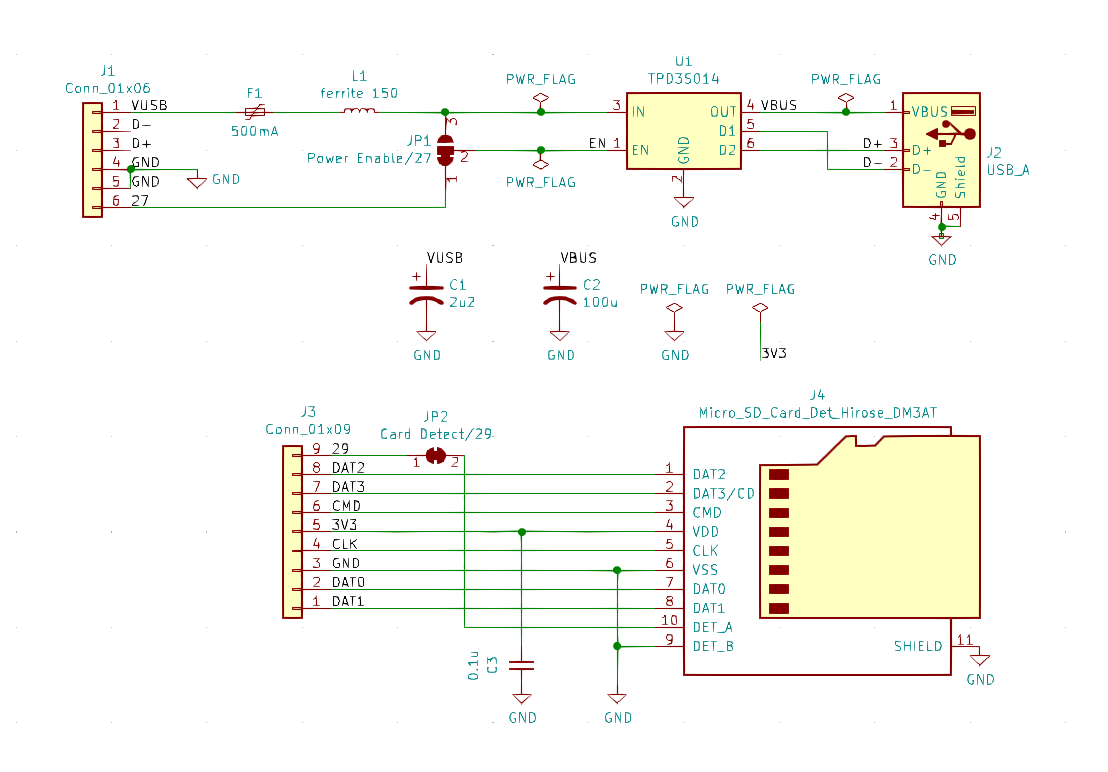 J1
Conn_01x06
1 VUSB
2 D-
3 D+
4 GND
5 GND
6 27
GND
F1
500mA
L1
ferrite 150
JP1
Power Enable/27
3
2
1
PWR_FLAG
PWR_FLAG
EN
U1
TPD3S014
3 IN
1 EN
OUT 4
D1 5
D2 6
GND
2
GND
VBUS
PWR_FLAG
D+
D-
1 VBUS
3 D+
2 D-
GND
Shield
4
5
J2
USB_A
GND
VUSB
+
C1
2u2
GND
VBUS
+
C2
100u
GND
PWR_FLAG
GND
PWR_FLAG
3V3
J3
Conn_01x09
9 29
8 DAT2
7 DAT3
6 CMD
5 3V3
4 CLK
3 GND
2 DAT0
1 DAT1
JP2
Card Detect/29
1 2
0.1u
C3
GND
GND
J4
Micro_SD_Card_Det_Hirose_DM3AT
1 DAT2
2 DAT3/CD
3 CMD
4 VDD
5 CLK
6 VSS
7 DAT0
8 DAT1
10 DET_A
9 DET_B
SHIELD 11
GND